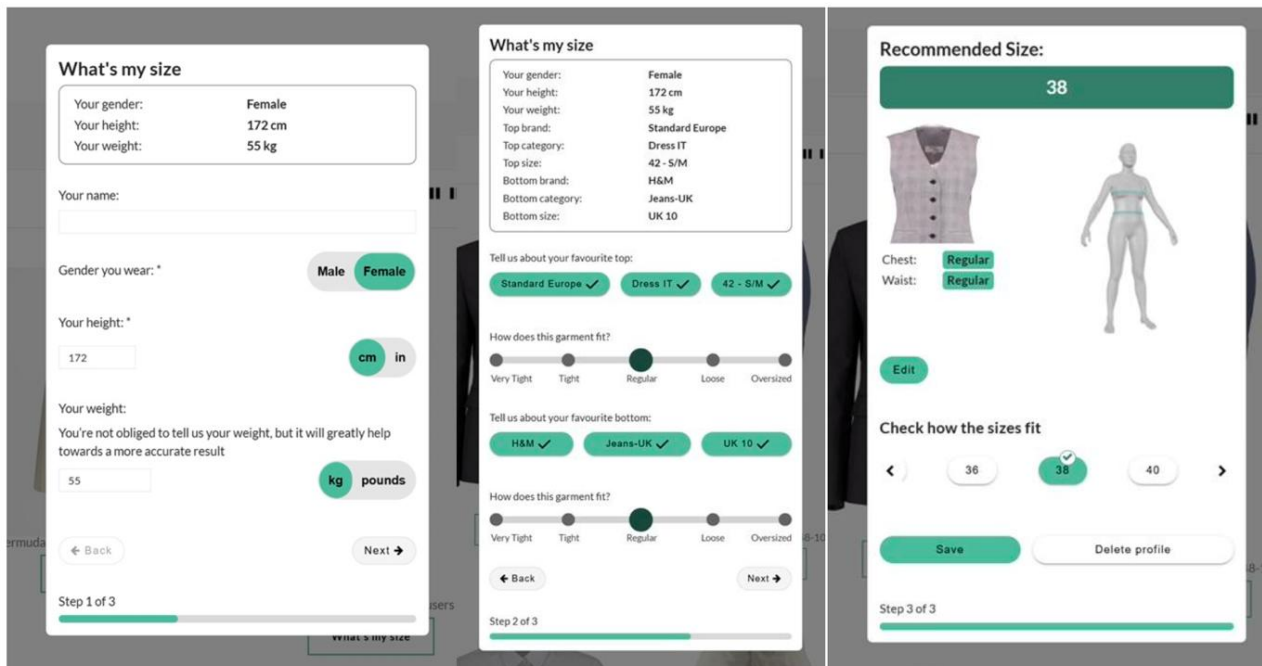 What's my size
Your gender: Female
Your height: 172 cm
Your weight: 55 kg
Your name:
Gender you wear: * Male Female
Your height: *
172 cm in
Your weight:
You're not obliged to tell us your weight, but it will greatly help
towards a more accurate result
55 kg pounds
← Back Next →
Step 1 of 3
What's my size
What's my size
Your gender: Female
Your height: 172 cm
Your weight: 55 kg
Top brand: Standard Europe
Top category: Dress IT
Top size: 42 - S/M
Bottom brand: H&M
Bottom category: Jeans-UK
Bottom size: UK 10
Tell us about your favourite top:
Standard Europe ✓ Dress IT ✓ 42 - S/M ✓
How does this garment fit?
Very Tight Tight Regular Loose Oversized
Tell us about your favourite bottom:
H&M ✓ Jeans-UK ✓ UK 10 ✓
How does this garment fit?
Very Tight Tight Regular Loose Oversized
← Back Next →
Step 2 of 3
Recommended Size:
38
Chest: Regular
Waist: Regular
Edit
Check how the sizes fit
36 38 40
Save Delete profile
Step 3 of 3